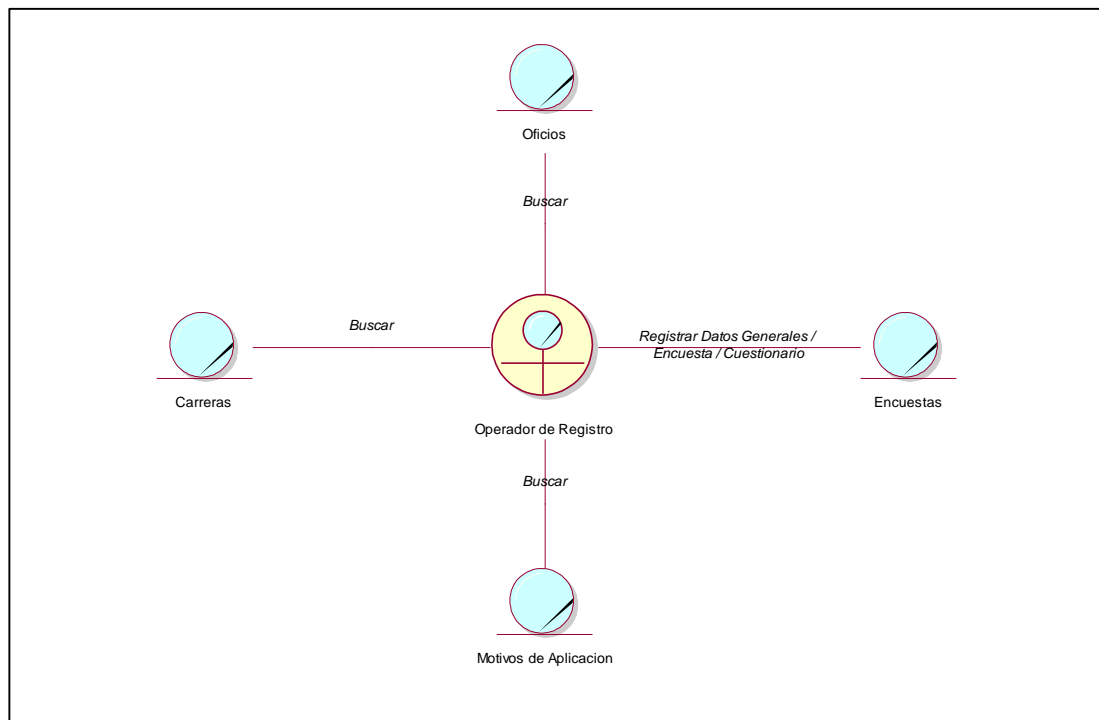 Oficios
Buscar
Buscar
Registrar Datos Generales /
Encuesta / Cuestionario
Carreras
Encuestas
Operador de Registro
Buscar
Motivos de Aplicacion